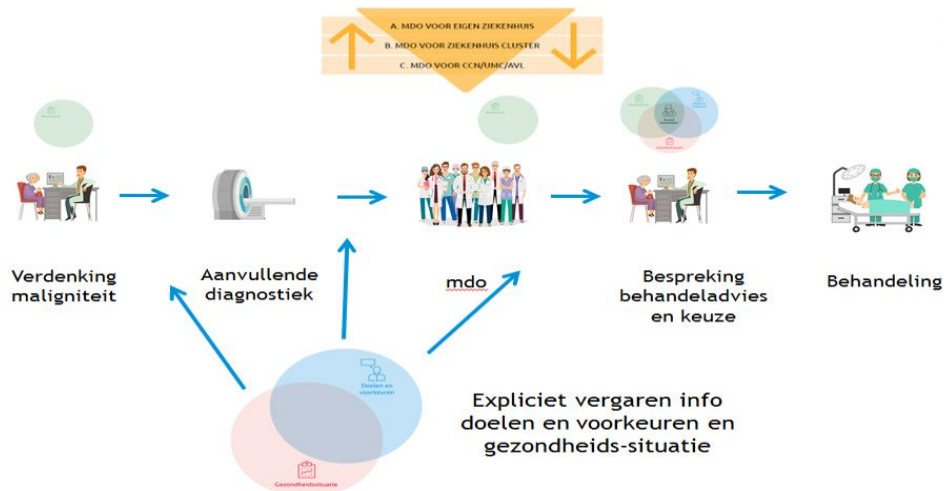 A. MDO VOOR EIGEN ZIEKENHUIS
B. MDO VOOR ZIEKENHUIS CLUSTER
C. MDO VOOR CCN/UMC/AVL
Verdenking
maligniteit
Aanvullende
diagnostiek
mdo
Bespreking
behandeladvies
en keuze
Behandeling
Doelen en
voorkeuren
Gezondheidssituatie
Expliciet vergaren info
doelen en voorkeuren en
gezondheids-situatie